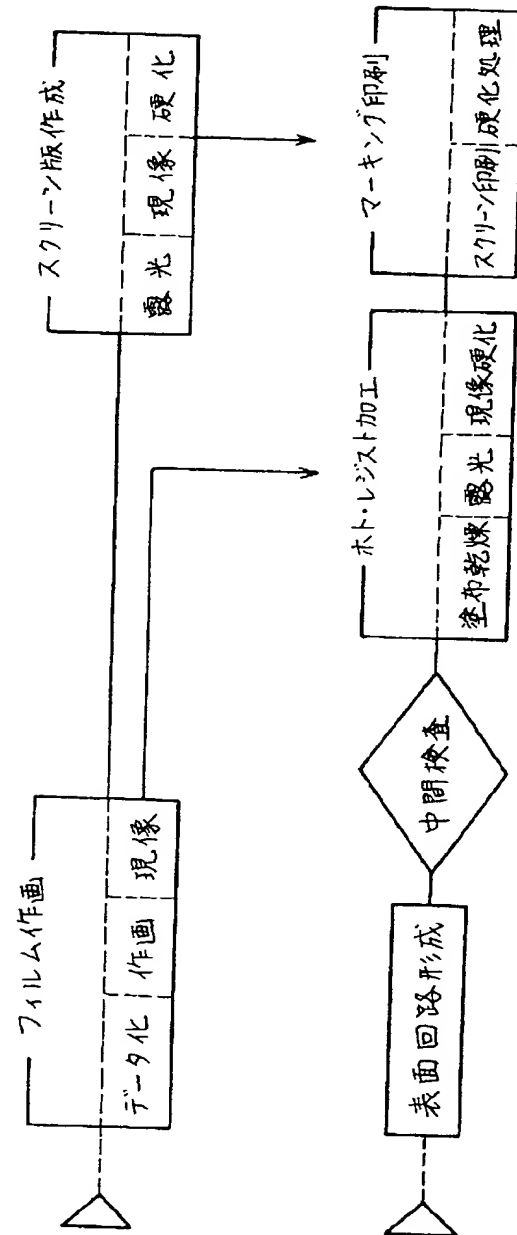 フィルム作画
データ化
作画
現像
スクリーン版作成
露光
現像
硬化
表面回路形成
中間検査
ホト・レジスト加工
塗布乾燥
露光
現像硬化
マーキング印刷
スクリーン印刷
硬化処理